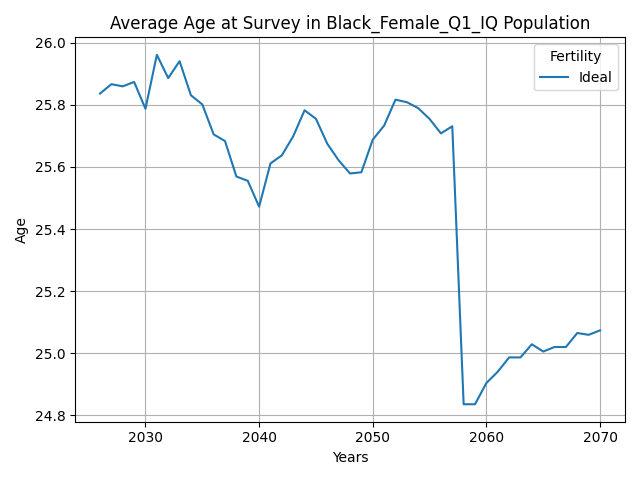 Average Age at Survey in Black_Female_Q1_IQ Population
Fertility
Ideal
Age
26.0
25.8
25.6
25.4
25.2
25.0
24.8
2030 2040 2050 2060 2070
Years